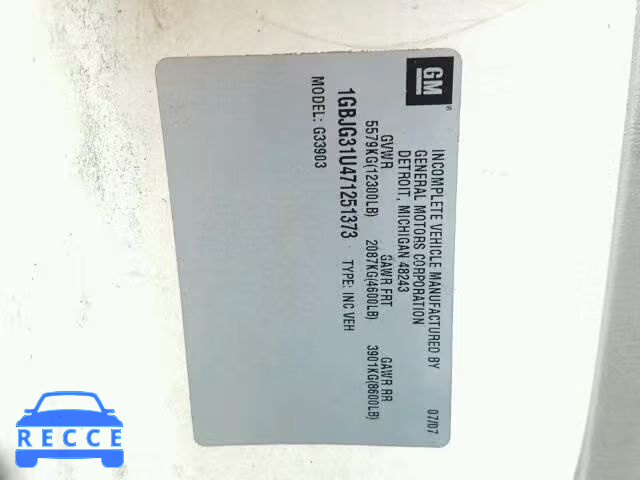 GM
®
INCOMPLETE VEHICLE MANUFACTURED BY
GENERAL MOTORS CORPORATION
DETROIT, MICHIGAN 48243
07/07
GVWR GAWR FRT GAWR RR
5579KG(12300LB) 2087KG(4600LB) 3901KG(8600LB)
1GBJG31U471251373 TYPE: INC VEH
MODEL: G33903
RECCE